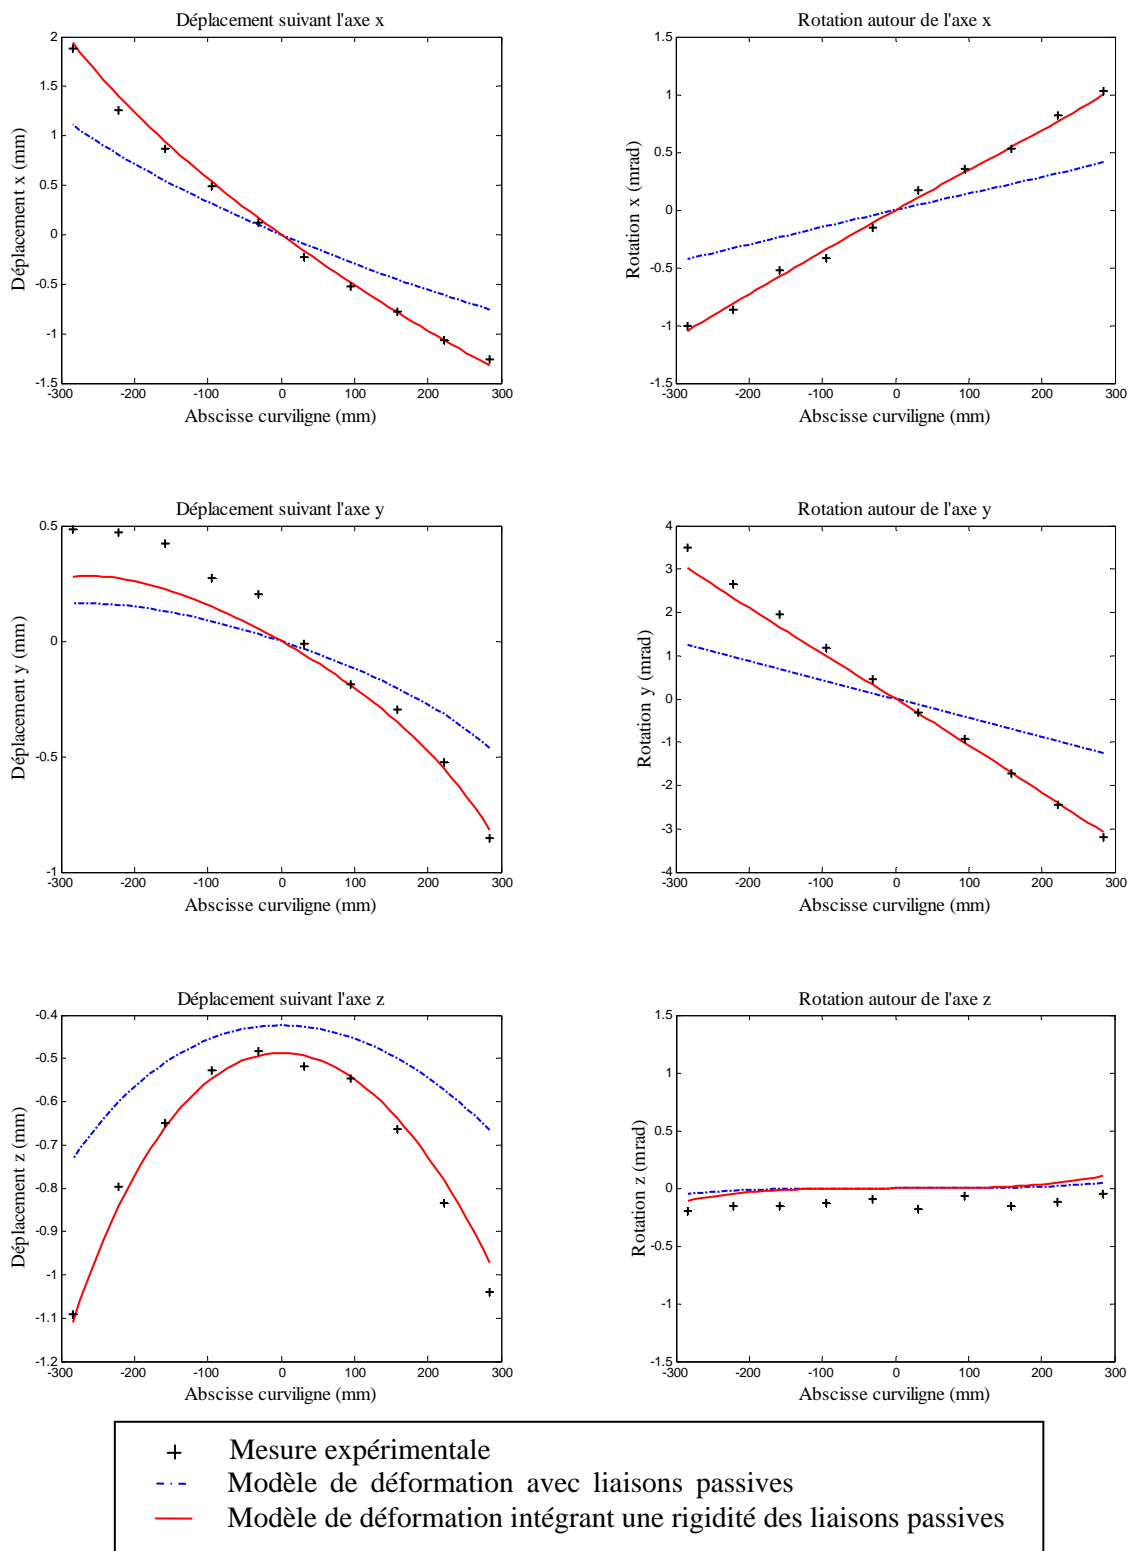 Déplacement suivant l'axe x
2
1.5
1
0.5
0
-0.5
-1
-1.5
-300 -200 -100 0 100 200 300
Déplacement x (mm)
Abscisse curviligne (mm)
Rotation autour de l'axe x
1.5
1
0.5
0
-0.5
-1
-1.5
-300 -200 -100 0 100 200 300
Rotation x (mrad)
Abscisse curviligne (mm)
Déplacement suivant l'axe y
0.5
0
-0.5
-1
-300 -200 -100 0 100 200 300
Déplacement y (mm)
Abscisse curviligne (mm)
Rotation autour de l'axe y
4
3
2
1
0
-1
-2
-3
-4
-300 -200 -100 0 100 200 300
Rotation y (mrad)
Abscisse curviligne (mm)
Déplacement suivant l'axe z
-0.4
-0.5
-0.6
-0.7
-0.8
-0.9
-1
-1.1
-1.2
-300 -200 -100 0 100 200 300
Déplacement z (mm)
Abscisse curviligne (mm)
Rotation autour de l'axe z
1.5
1
0.5
0
-0.5
-1
-1.5
-300 -200 -100 0 100 200 300
Rotation z (mrad)
Abscisse curviligne (mm)
Mesure expérimentale
Modèle de déformation avec liaisons passives
Modèle de déformation intégrant une rigidité des liaisons passives